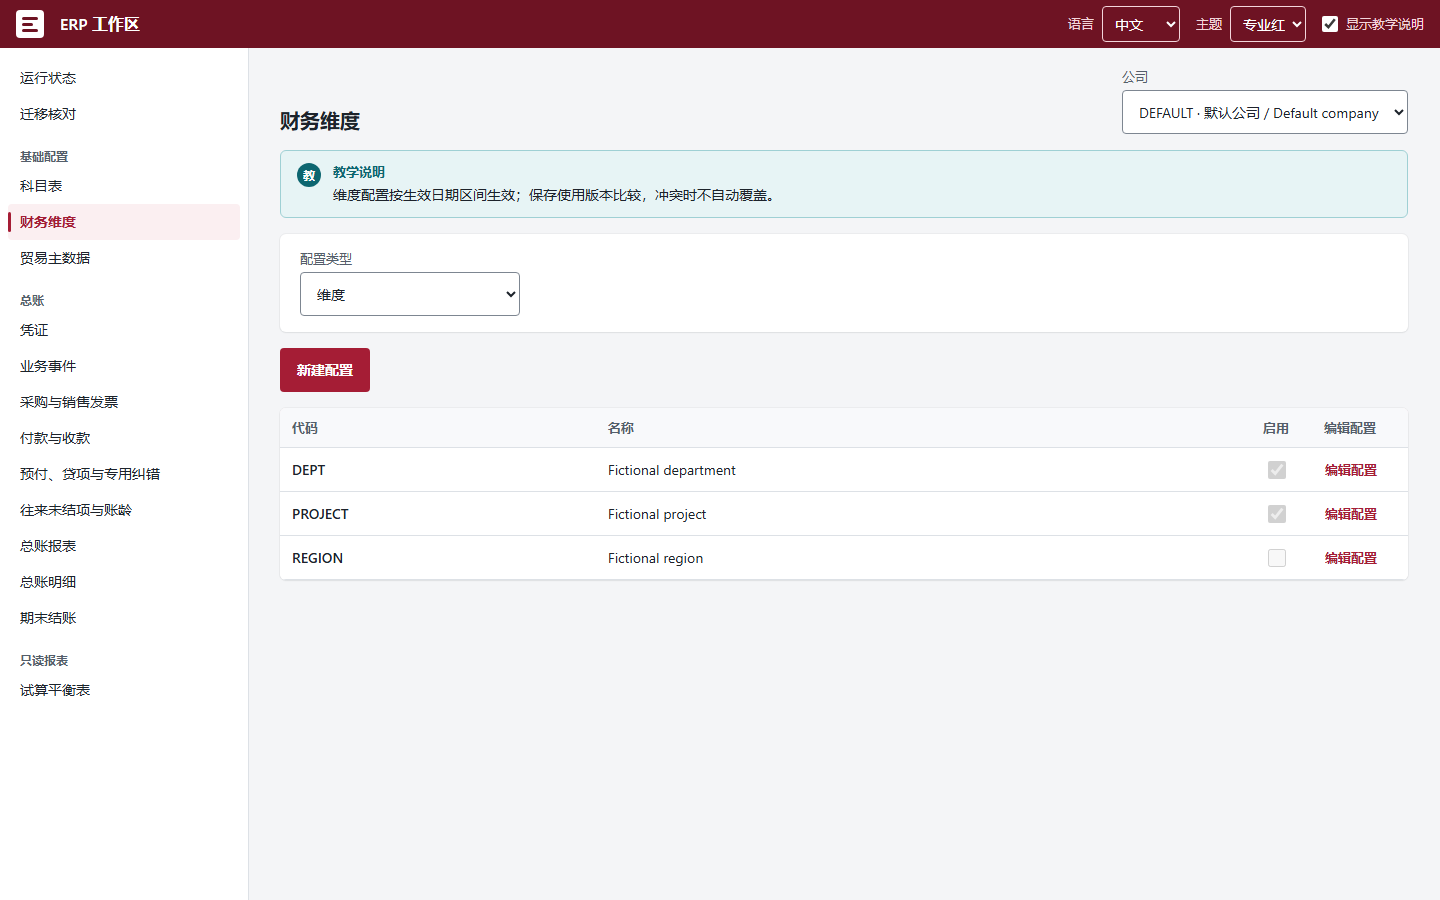 ERP 工作区
语言
中文
主题
专业红
显示教学说明
运行状态
迁移核对
基础配置
科目表
财务维度
贸易主数据
总账
凭证
业务事件
采购与销售发票
付款与收款
预付、贷项与专用纠错
往来未结项与账龄
总账报表
总账明细
期末结账
只读报表
试算平衡表
公司
财务维度
DEFAULT · 默认公司 / Default company
教
教学说明
维度配置按生效日期区间生效；保存使用版本比较，冲突时不自动覆盖。
配置类型
维度
新建配置
代码 名称 启用 编辑配置
DEPT Fictional department 编辑配置
PROJECT Fictional project 编辑配置
REGION Fictional region 编辑配置